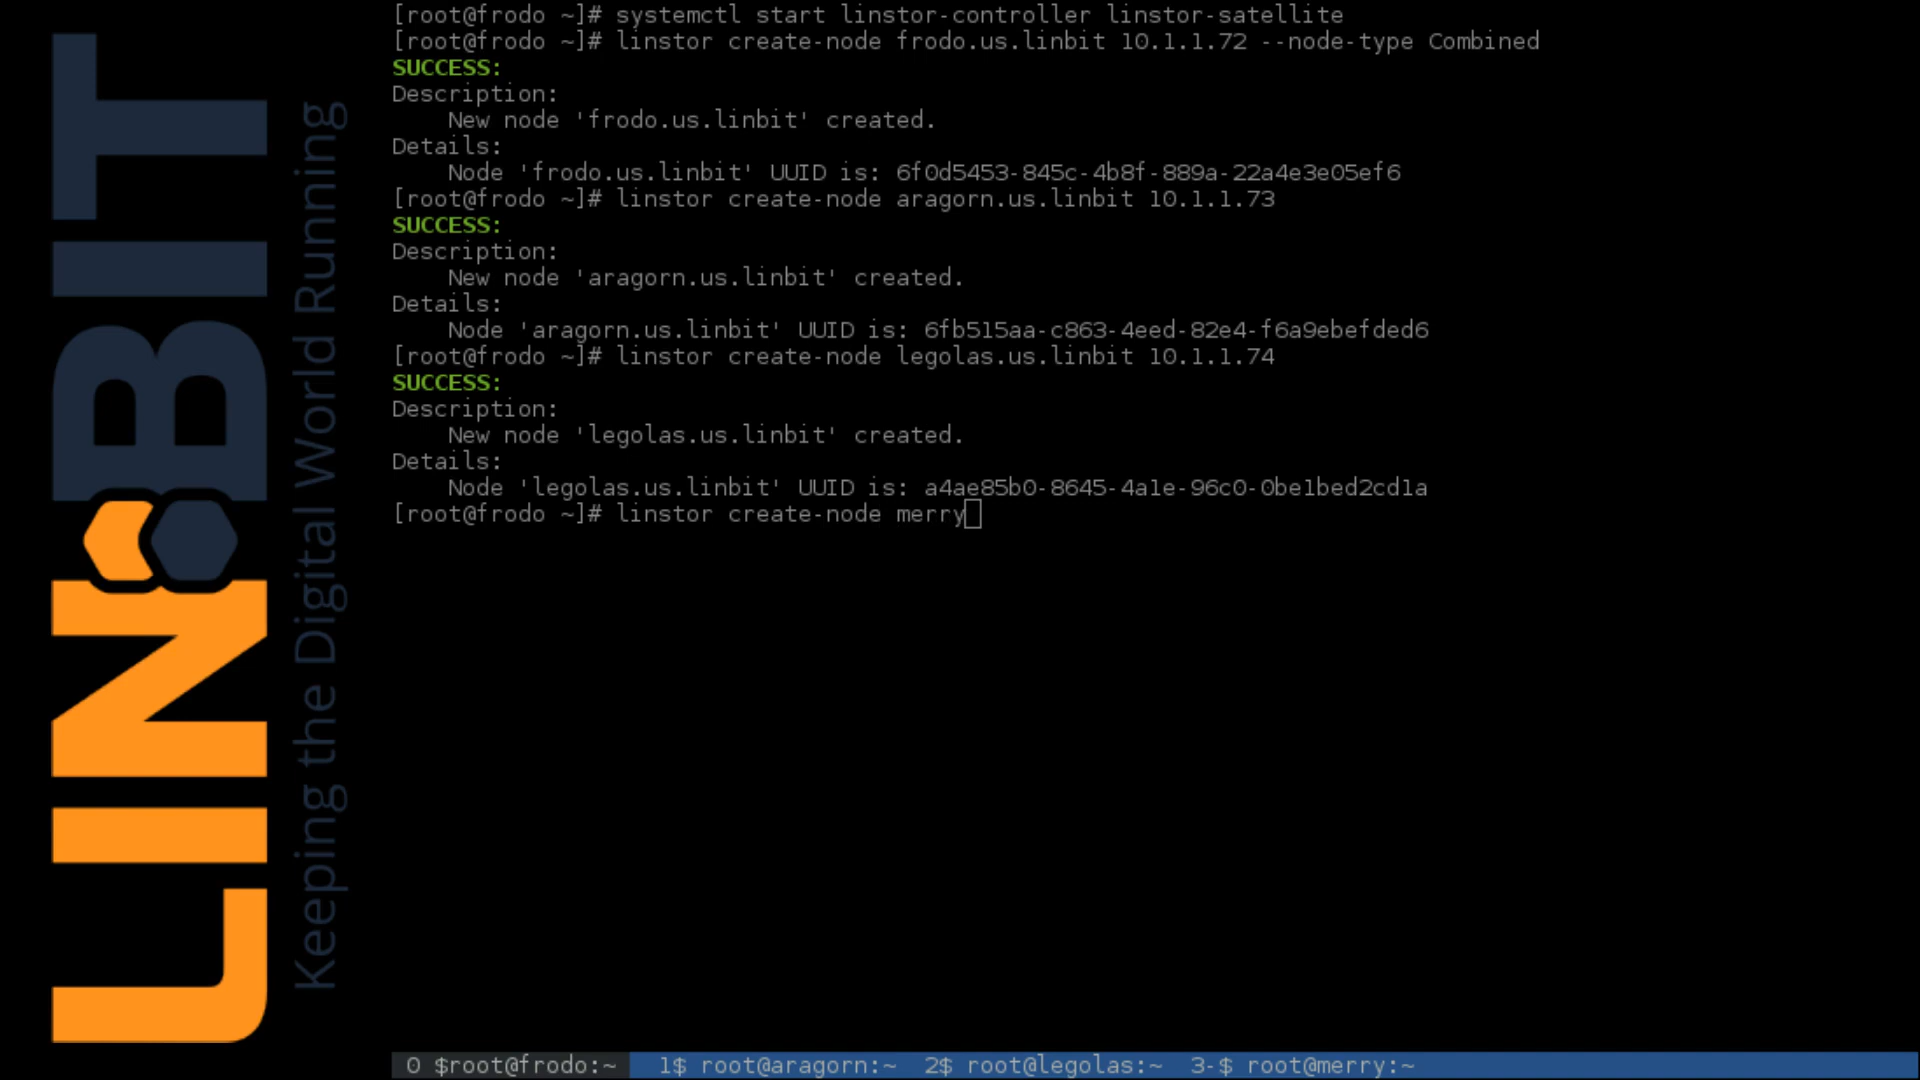 LINBIT
Keeping the Digital World Running
[root@frodo ~]# systemctl start linstor-controller linstor-satellite
[root@frodo ~]# linstor create-node frodo.us.linbit 10.1.1.72 --node-type Combined
SUCCESS:
Description:
    New node 'frodo.us.linbit' created.
Details:
    Node 'frodo.us.linbit' UUID is: 6f0d5453-845c-4b8f-889a-22a4e3e05ef6
[root@frodo ~]# linstor create-node aragorn.us.linbit 10.1.1.73
SUCCESS:
Description:
    New node 'aragorn.us.linbit' created.
Details:
    Node 'aragorn.us.linbit' UUID is: 6fb515aa-c863-4eed-82e4-f6a9ebefded6
[root@frodo ~]# linstor create-node legolas.us.linbit 10.1.1.74
SUCCESS:
Description:
    New node 'legolas.us.linbit' created.
Details:
    Node 'legolas.us.linbit' UUID is: a4ae85b0-8645-4a1e-96c0-0be1bed2cd1a
[root@frodo ~]# linstor create-node merry
0 $root@frodo:~  1$ root@aragorn:~  2$ root@legolas:~  3-$ root@merry:~